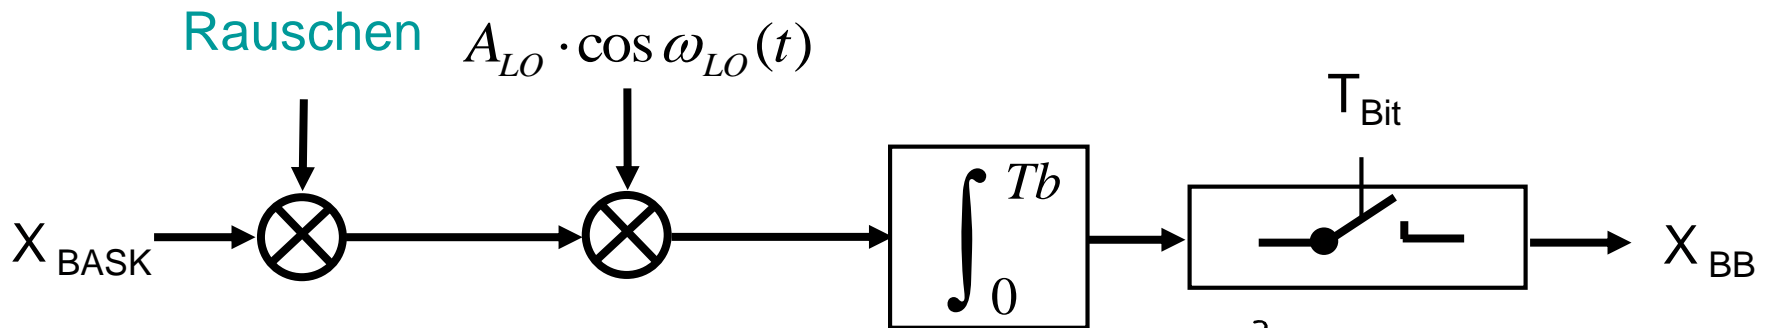 Rauschen
A_LO · cos ω_LO(t)
T_Bit
X_BASK
∫_0^Tb
X_BB